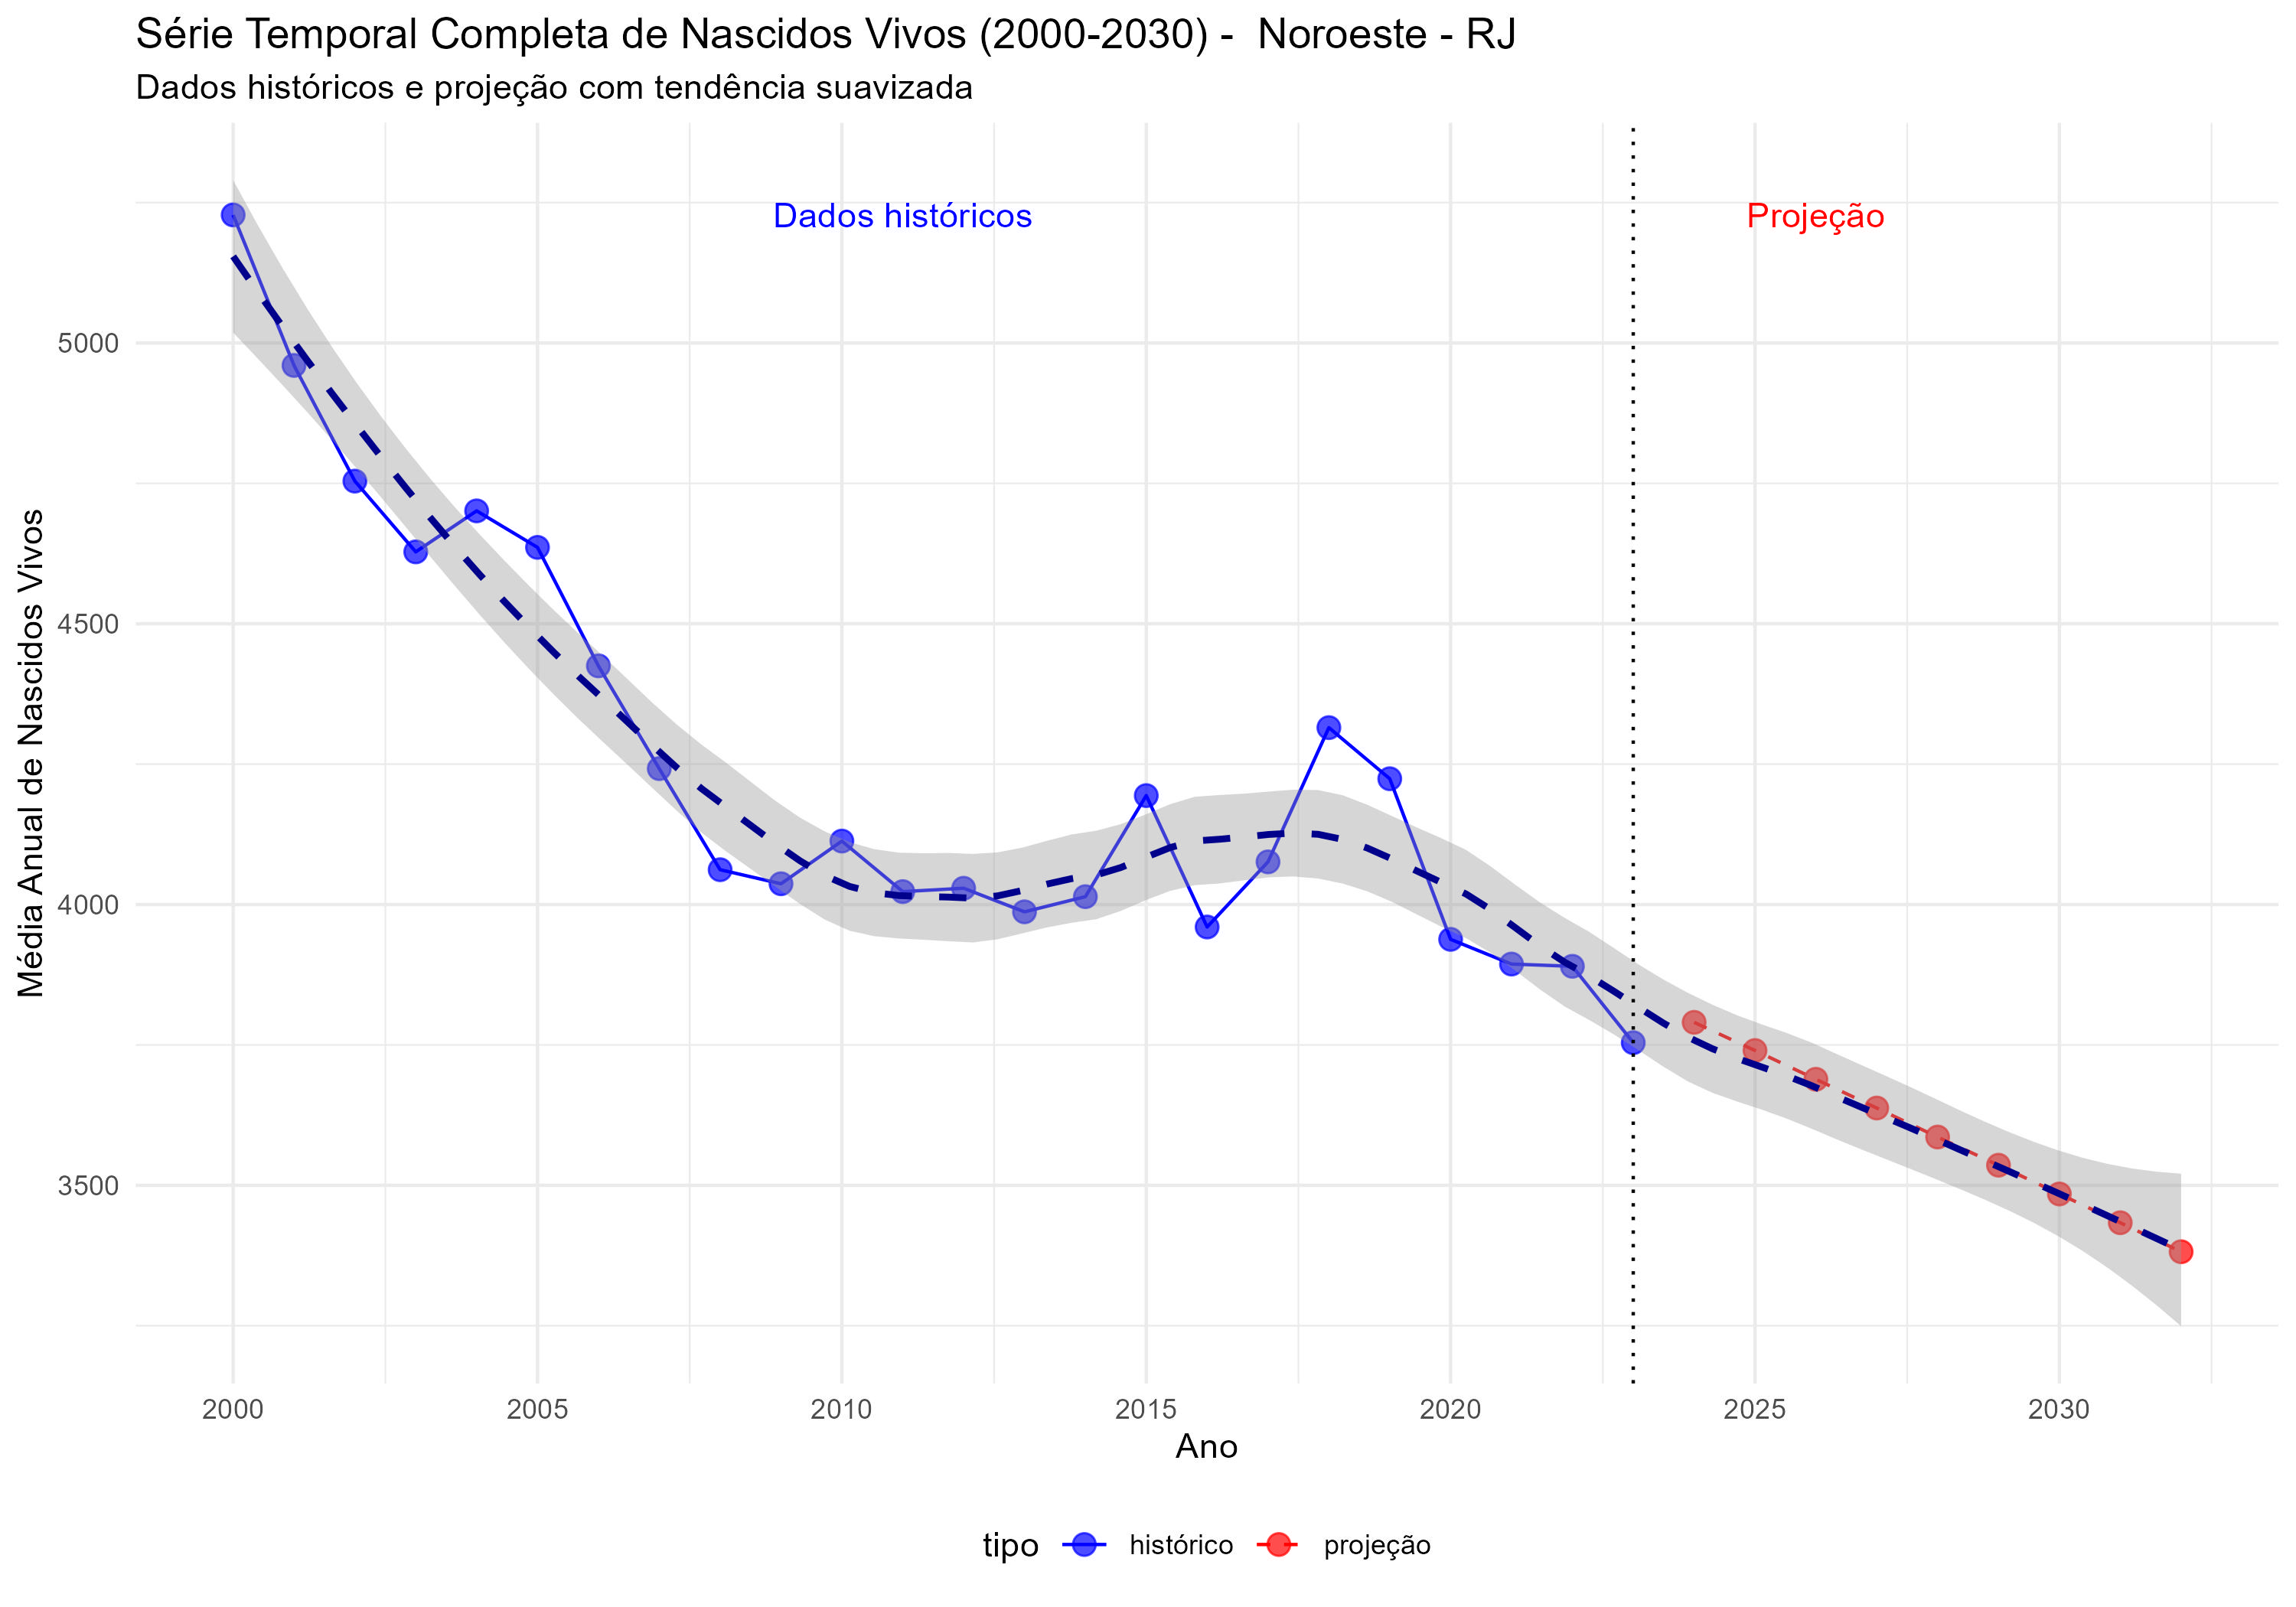 Série Temporal Completa de Nascidos Vivos (2000-2030) -  Noroeste - RJ
Dados históricos e projeção com tendência suavizada
Dados históricos
Projeção
Média Anual de Nascidos Vivos
5000
4500
4000
3500
2000 2005 2010 2015 2020 2025 2030
Ano
tipo histórico projeção